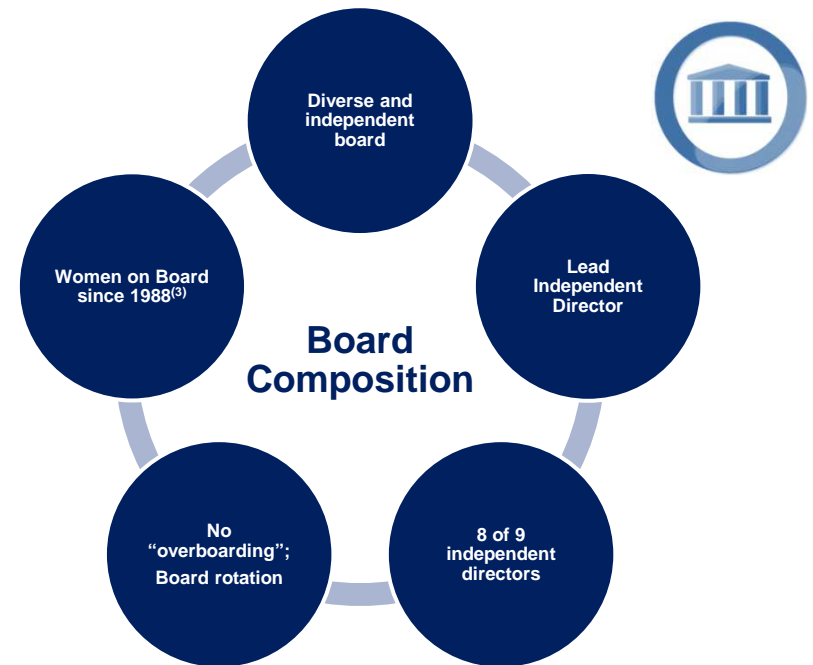 Diverse and
independent
board
Lead
Independent
Director
8 of 9
independent
directors
No
“overboarding”;
Board rotation
Women on Board
since 1988(3)
Board
Composition